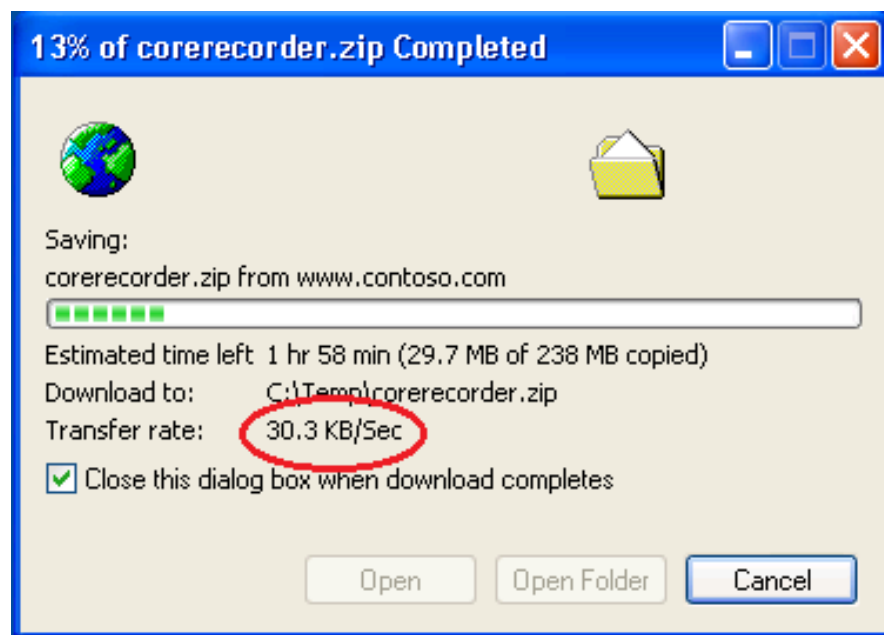 13% of corerecorder.zip Completed
Saving:
corerecorder.zip from www.contoso.com
Estimated time left 1 hr 58 min (29.7 MB of 238 MB copied)
Download to: C:\Temp\corerecorder.zip
Transfer rate: 30.3 KB/Sec
Close this dialog box when download completes
Open Open Folder Cancel